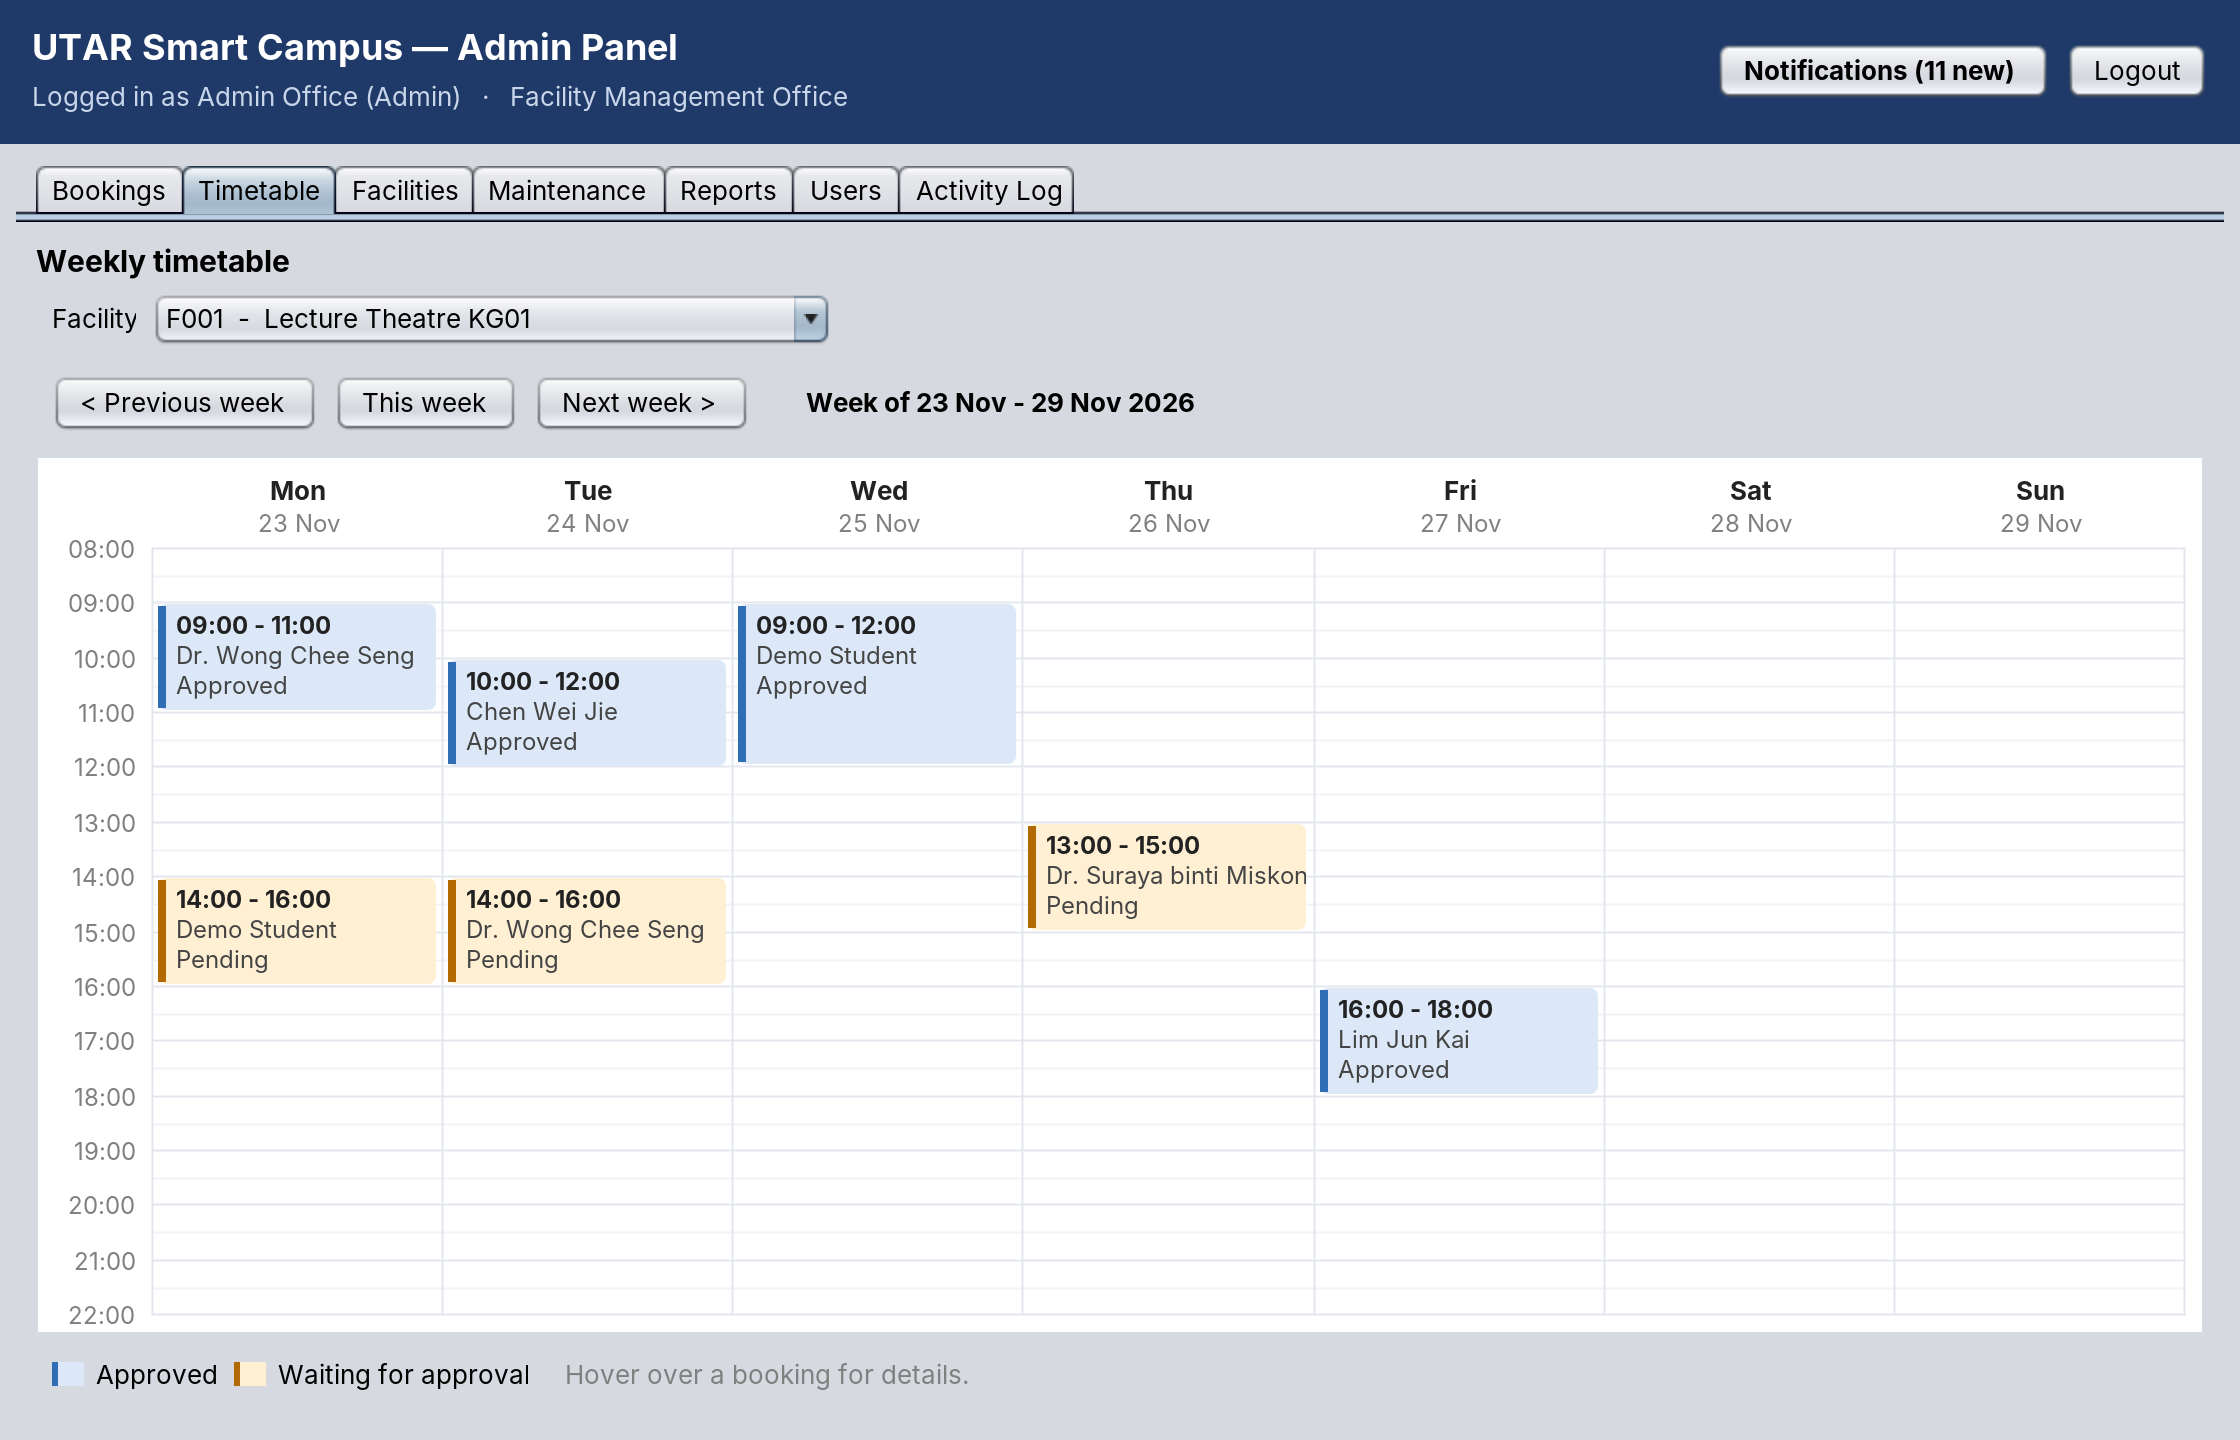 UTAR Smart Campus — Admin Panel
Logged in as Admin Office (Admin) · Facility Management Office
Notifications (11 new)
Logout
Bookings
Timetable
Facilities
Maintenance
Reports
Users
Activity Log
Weekly timetable
Facility
F001 - Lecture Theatre KG01
< Previous week
This week
Next week >
Week of 23 Nov - 29 Nov 2026
Mon
23 Nov
Tue
24 Nov
Wed
25 Nov
Thu
26 Nov
Fri
27 Nov
Sat
28 Nov
Sun
29 Nov
08:00
09:00
10:00
11:00
12:00
13:00
14:00
15:00
16:00
17:00
18:00
19:00
20:00
21:00
22:00
09:00 - 11:00
Dr. Wong Chee Seng
Approved
14:00 - 16:00
Demo Student
Pending
10:00 - 12:00
Chen Wei Jie
Approved
14:00 - 16:00
Dr. Wong Chee Seng
Pending
09:00 - 12:00
Demo Student
Approved
13:00 - 15:00
Dr. Suraya binti Miskon
Pending
16:00 - 18:00
Lim Jun Kai
Approved
Approved
Waiting for approval
Hover over a booking for details.